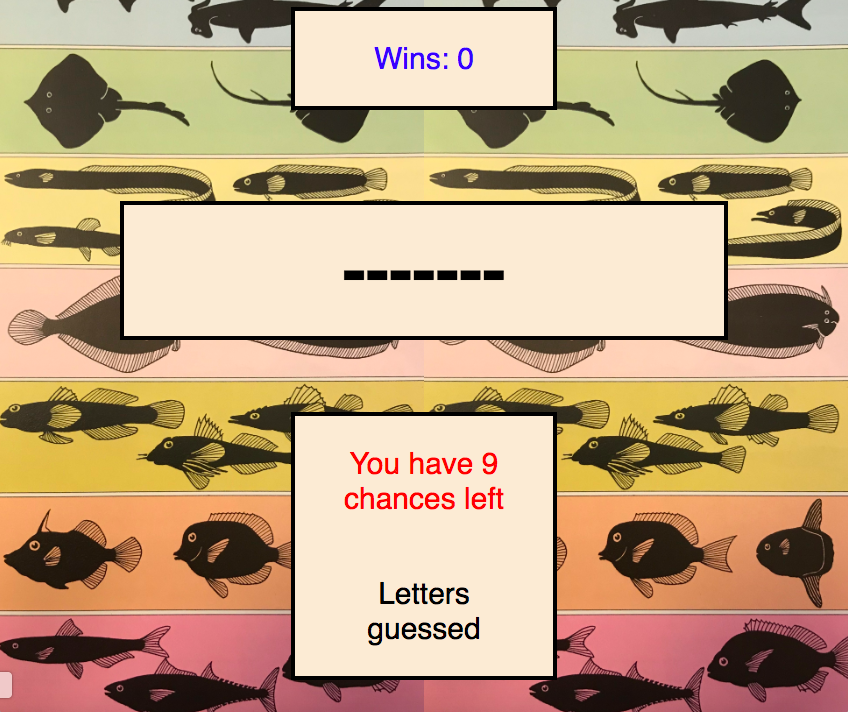 Wins: 0
-------
You have 9
chances left
Letters
guessed